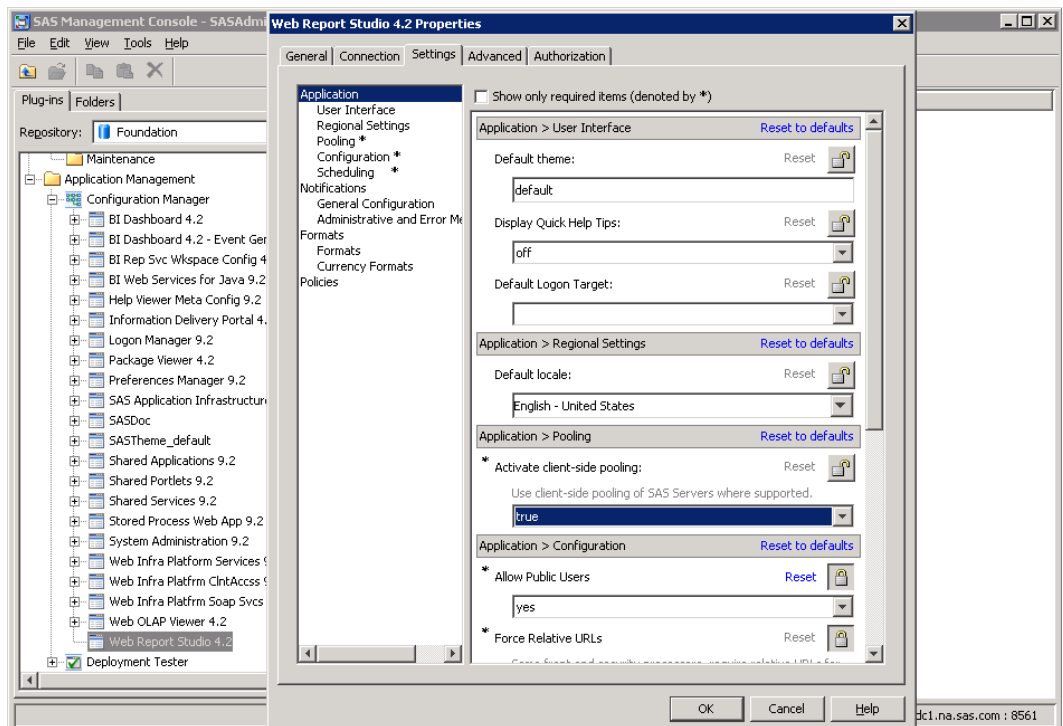 SAS Management Console - SASAdmi
File Edit View Tools Help
Plug-ins Folders
Repository: Foundation
Maintenance
Application Management
Configuration Manager
BI Dashboard 4.2
BI Dashboard 4.2 - Event Ger
BI Rep Svc Wkspace Config 4
BI Web Services for Java 9.2
Help Viewer Meta Config 9.2
Information Delivery Portal 4.
Logon Manager 9.2
Package Viewer 4.2
Preferences Manager 9.2
SAS Application Infrastructure
SASDoc
SASTheme_default
Shared Applications 9.2
Shared Portlets 9.2
Shared Services 9.2
Stored Process Web App 9.2
System Administration 9.2
Web Infra Platform Services 9
Web Infra Platfrm ClntAccss 9
Web Infra Platfrm Soap Svcs
Web OLAP Viewer 4.2
Web Report Studio 4.2
Deployment Tester
Web Report Studio 4.2 Properties
General Connection Settings Advanced Authorization
Application
User Interface
Regional Settings
Pooling *
Configuration *
Scheduling *
Notifications
General Configuration
Administrative and Error Me
Formats
Formats
Currency Formats
Policies
Show only required items (denoted by *)
Application > User Interface Reset to defaults
Default theme: Reset
default
Display Quick Help Tips: Reset
off
Default Logon Target: Reset
Application > Regional Settings Reset to defaults
Default locale: Reset
English - United States
Application > Pooling Reset to defaults
* Activate client-side pooling: Reset
Use client-side pooling of SAS Servers where supported.
true
Application > Configuration Reset to defaults
* Allow Public Users Reset
yes
* Force Relative URLs Reset
Some front end security processors, require relative URLs for
OK Cancel Help
dc1.na.sas.com : 8561